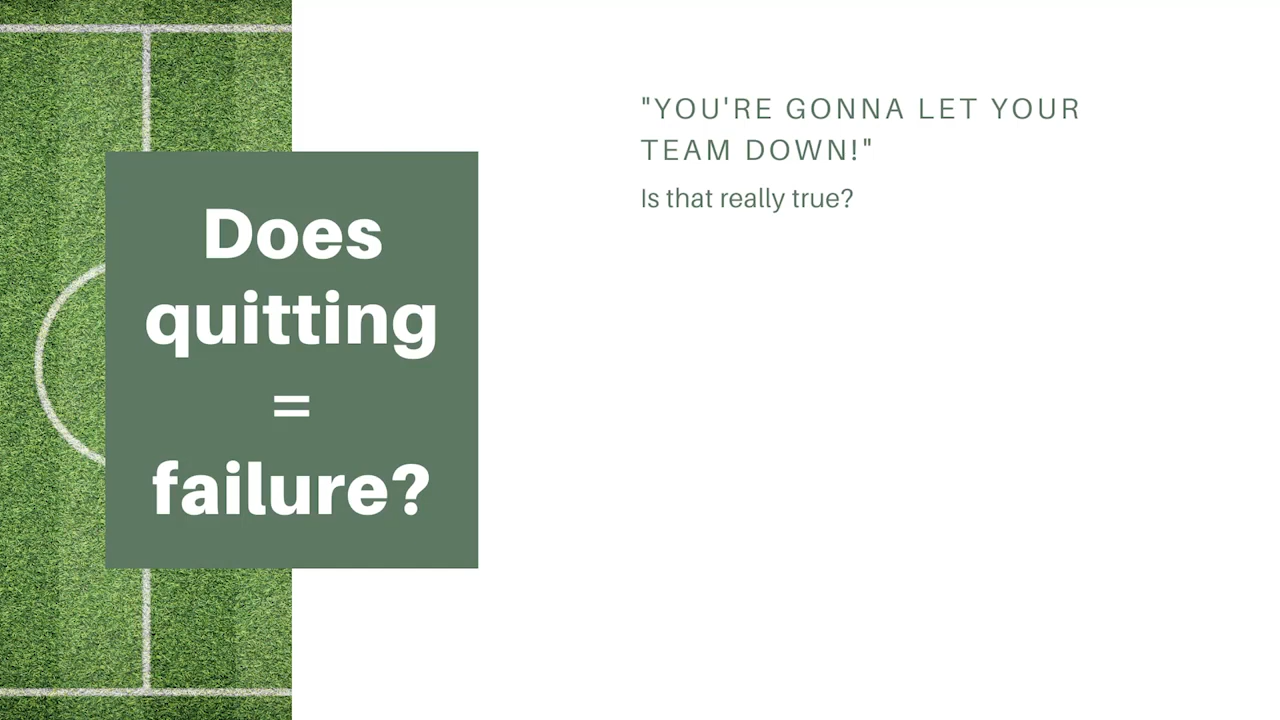 Does
quitting
=
failure?
"YOU'RE GONNA LET YOUR
TEAM DOWN!"
Is that really true?